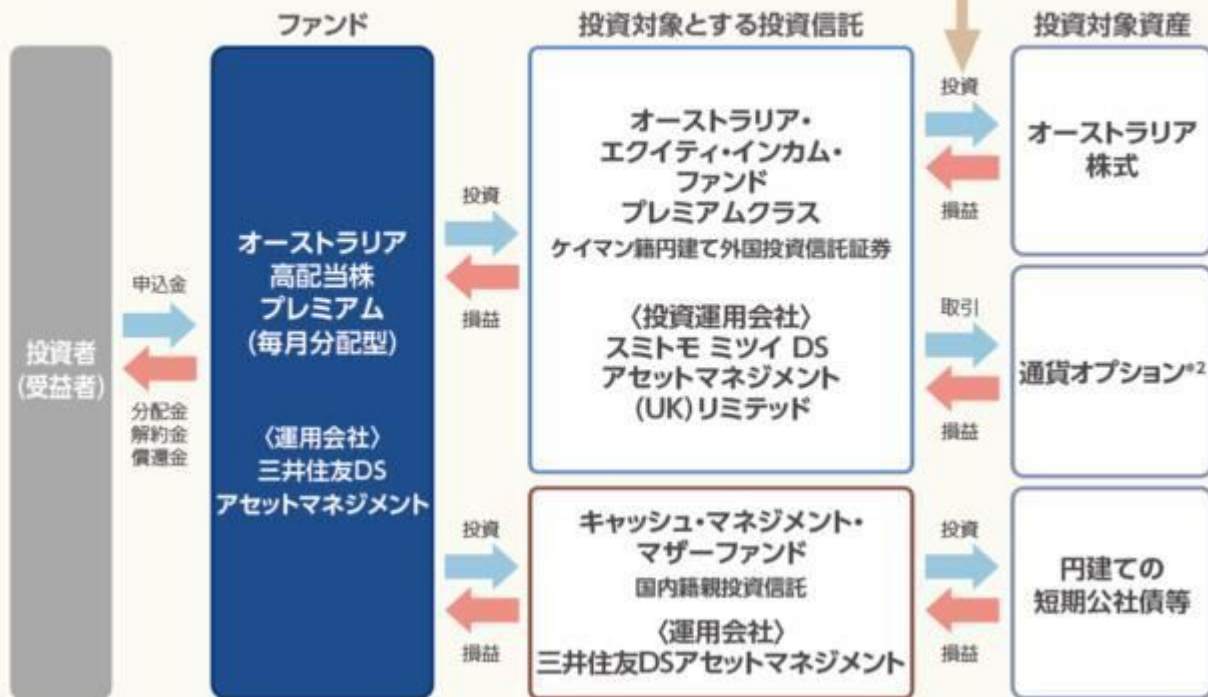 ファンド
投資対象とする投資信託
投資対象資産
投資者
(受益者)
申込金
分配金
解約金
償還金
オーストラリア
高配当株
プレミアム
(毎月分配型)
〈運用会社〉
三井住友DS
アセットマネジメント
投資
損益
オーストラリア・
エクイティ・インカム・
ファンド
プレミアムクラス
ケイマン籍円建て外国投資信託証券
〈投資運用会社〉
スミトモ ミツイ DS
アセットマネジメント
(UK)リミテッド
投資
損益
オーストラリア
株式
取引
損益
通貨オプション*2
投資
損益
キャッシュ・マネジメント・
マザーファンド
国内籍親投資信託
〈運用会社〉
三井住友DSアセットマネジメント
投資
損益
円建ての
短期公社債等